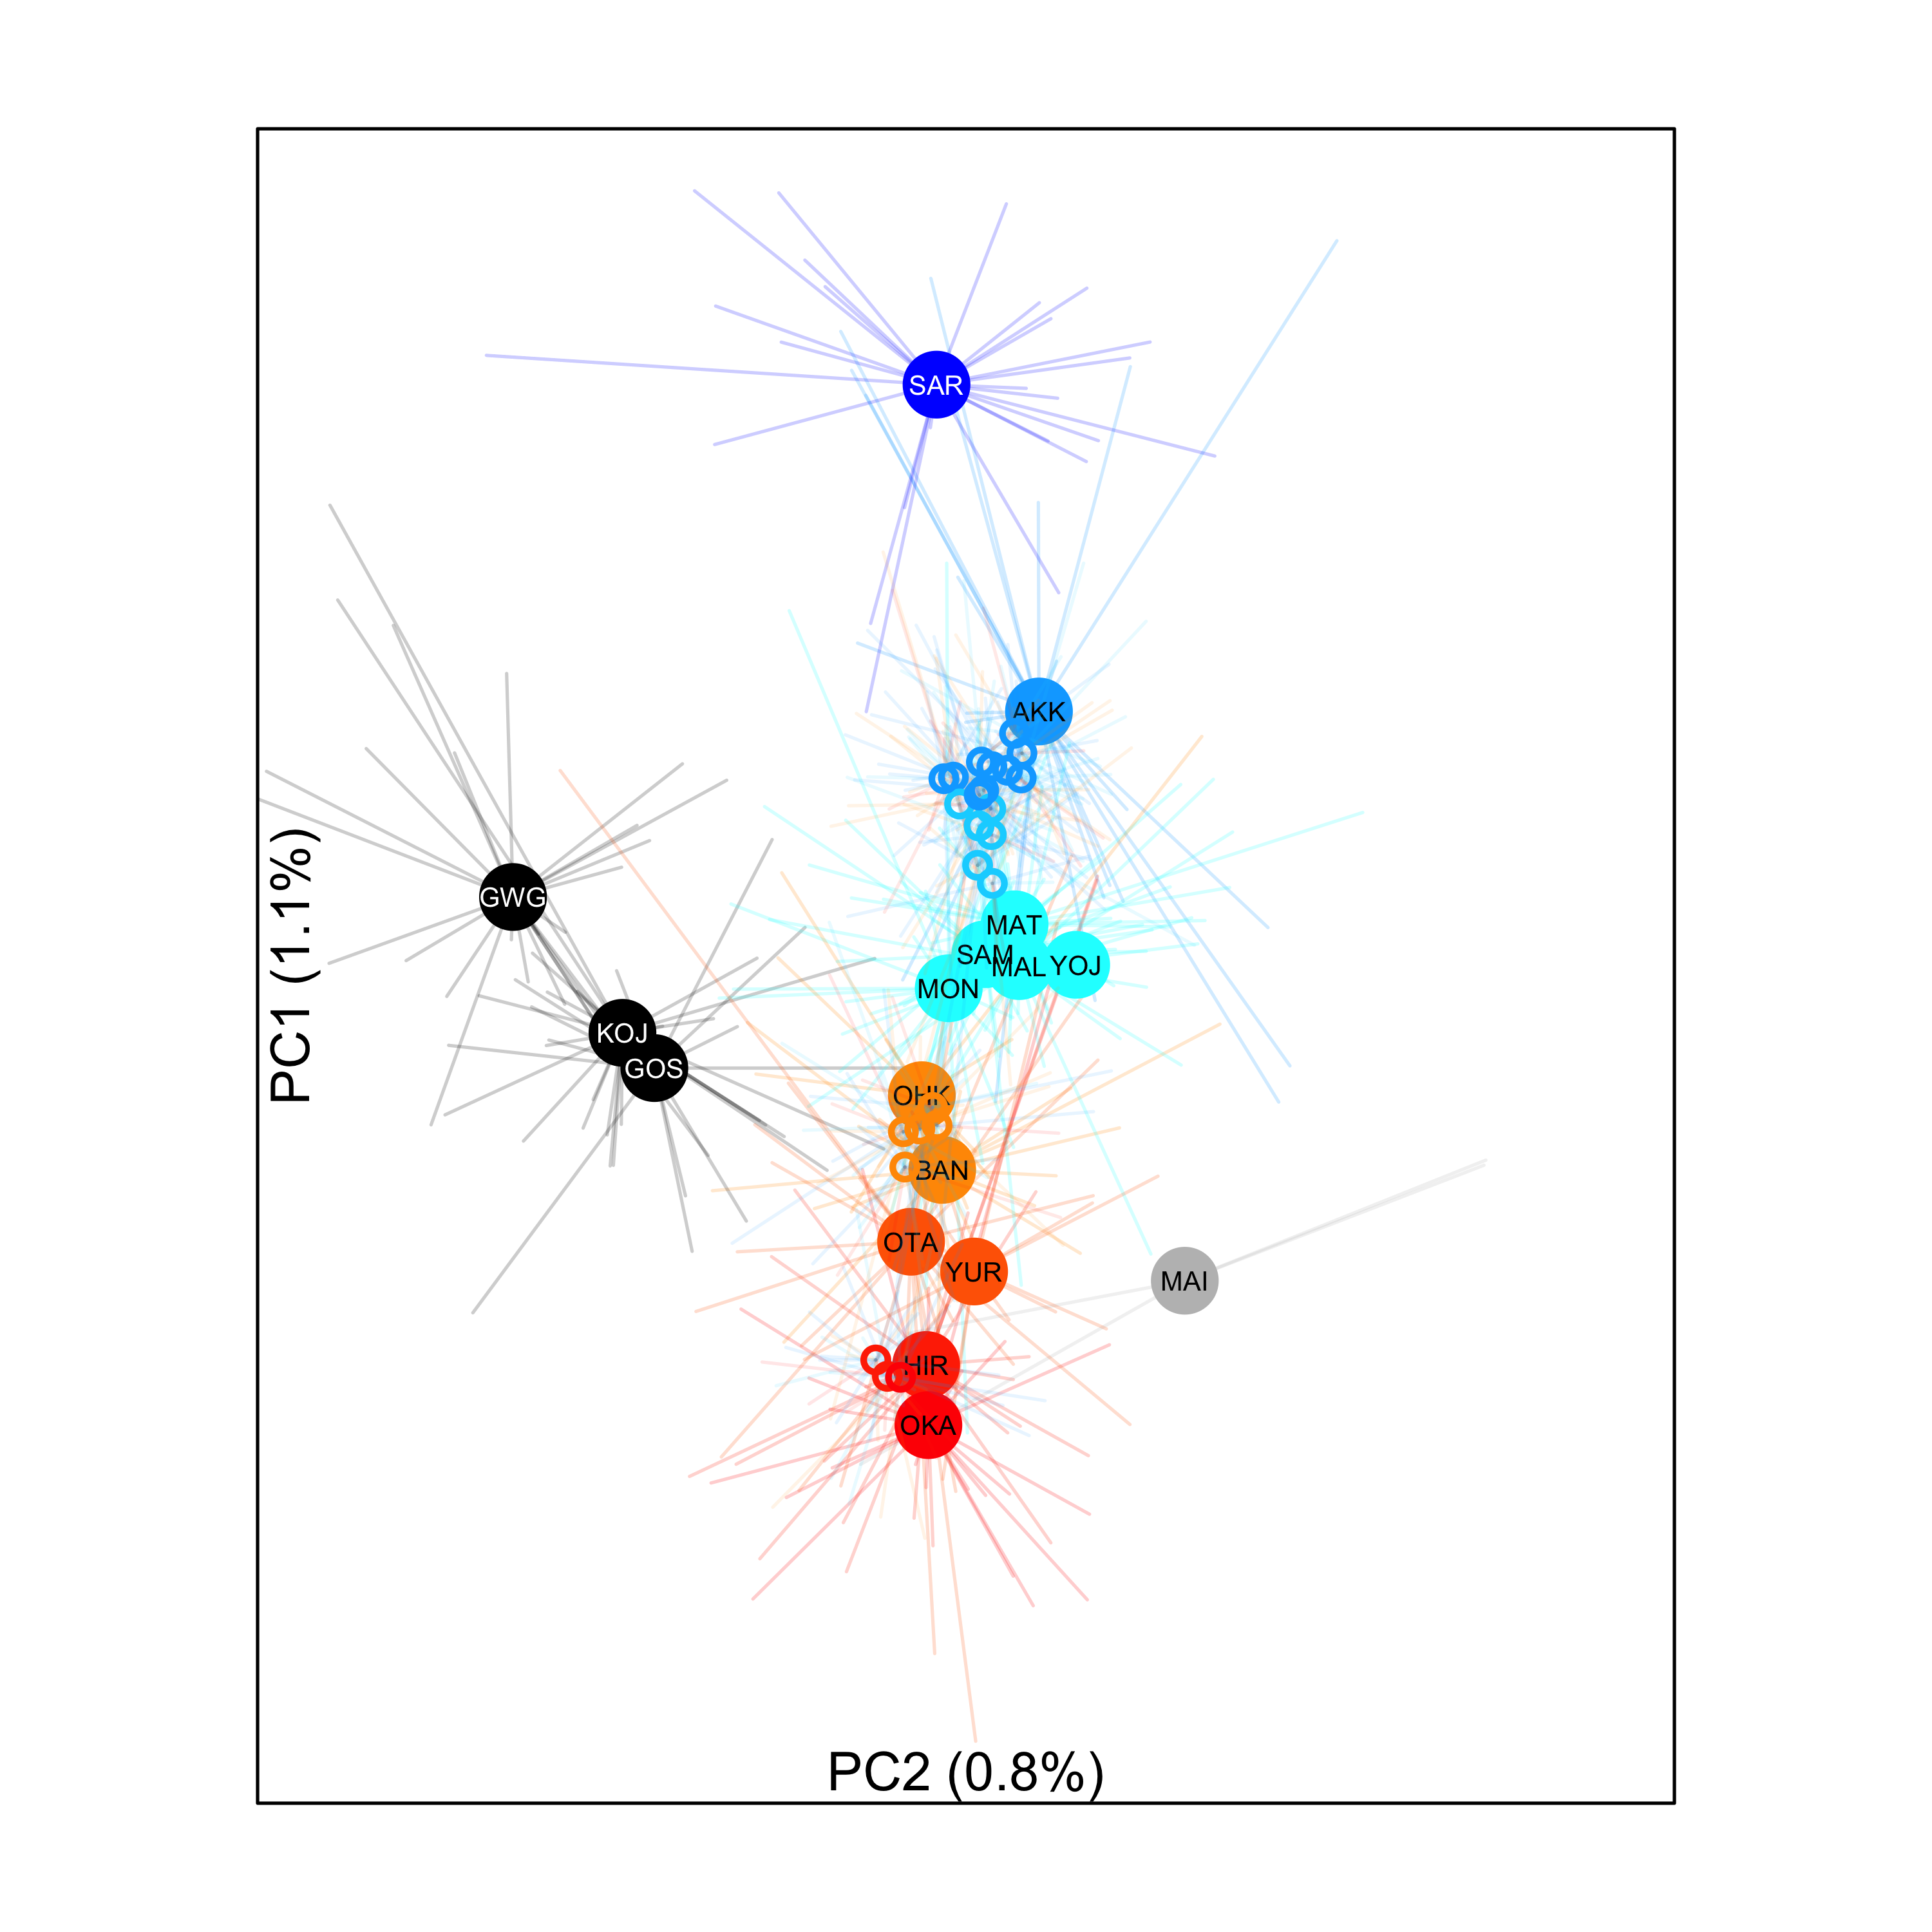 SAR
AKK
GWG
MAT
SAM
MAL
YOJ
MON
PC1 (1.1%)
KOJ
GOS
OHK
BAN
OTA
YUR
MAI
HIR
OKA
PC2 (0.8%)